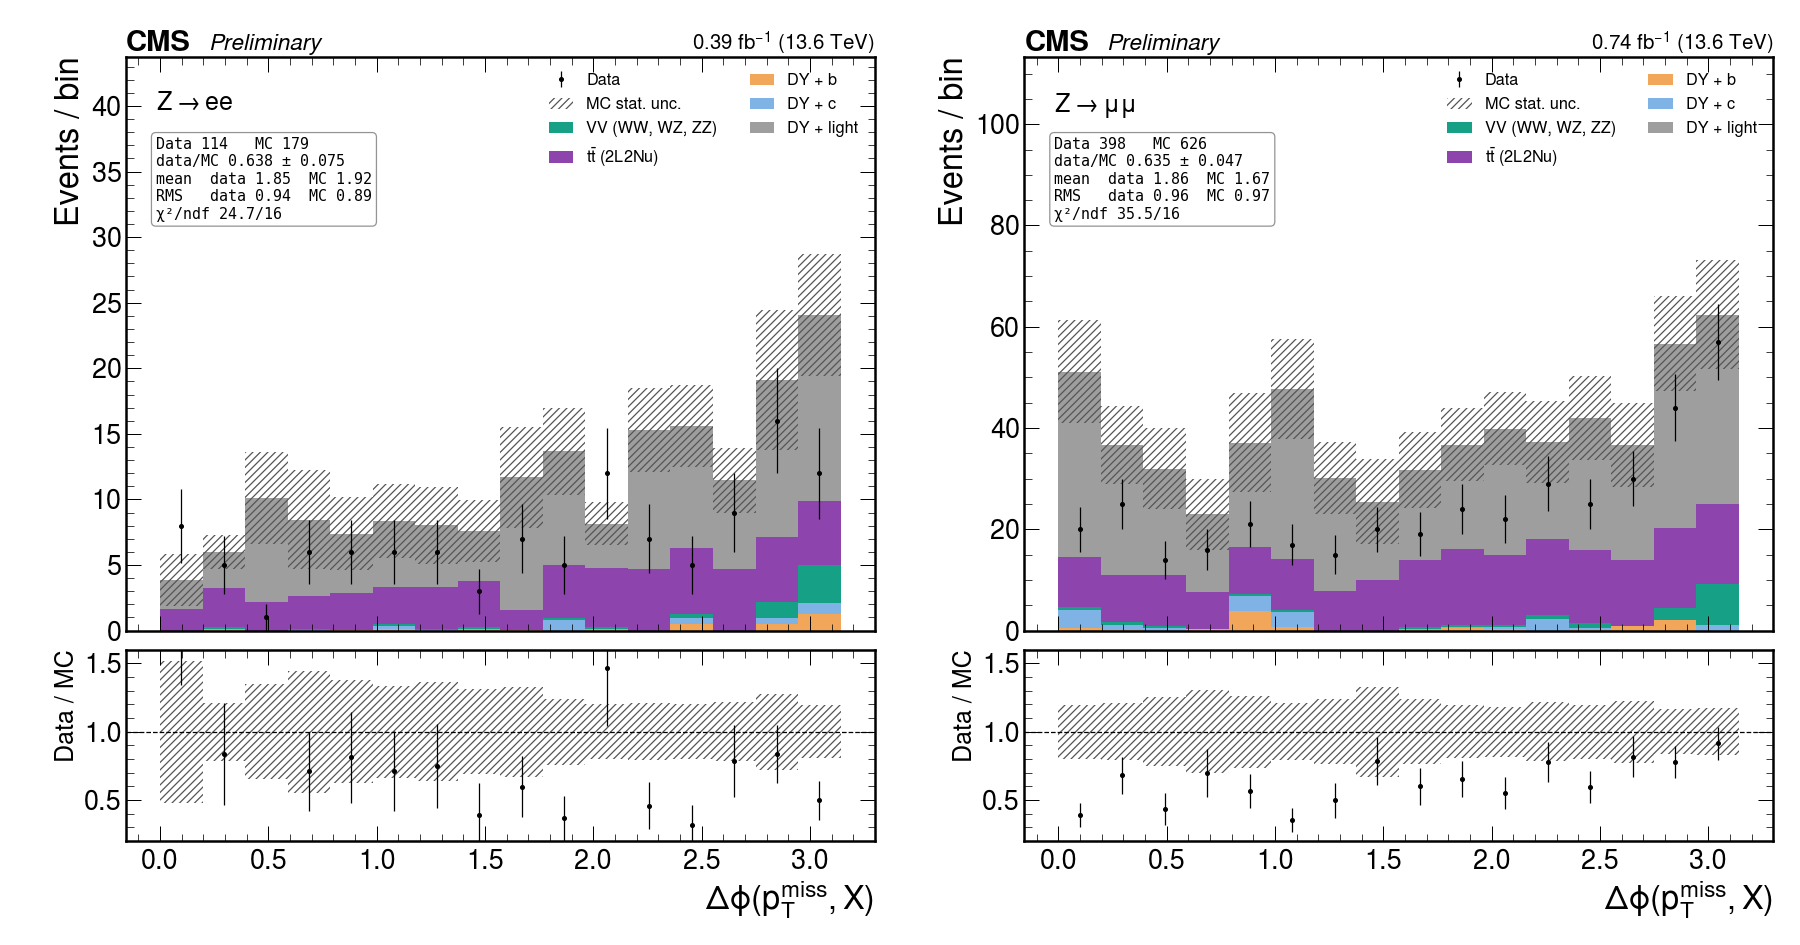 CMS Preliminary 0.39 fb⁻¹ (13.6 TeV)
Events / bin
Z → ee
Data
MC stat. unc.
VV (WW, WZ, ZZ)
tt̄ (2L2Nu)
DY + b
DY + c
DY + light
Data 114   MC 179
data/MC 0.638 ± 0.075
mean  data 1.85  MC 1.92
RMS   data 0.94  MC 0.89
χ²/ndf 24.7/16
40
35
30
25
20
15
10
5
0
Data / MC
1.5
1.0
0.5
0.0 0.5 1.0 1.5 2.0 2.5 3.0
Δϕ(p_T^miss, X)
CMS Preliminary 0.74 fb⁻¹ (13.6 TeV)
Events / bin
Z → μμ
Data
MC stat. unc.
VV (WW, WZ, ZZ)
tt̄ (2L2Nu)
DY + b
DY + c
DY + light
Data 398   MC 626
data/MC 0.635 ± 0.047
mean  data 1.86  MC 1.67
RMS   data 0.96  MC 0.97
χ²/ndf 35.5/16
100
80
60
40
20
0
Data / MC
1.5
1.0
0.5
0.0 0.5 1.0 1.5 2.0 2.5 3.0
Δϕ(p_T^miss, X)